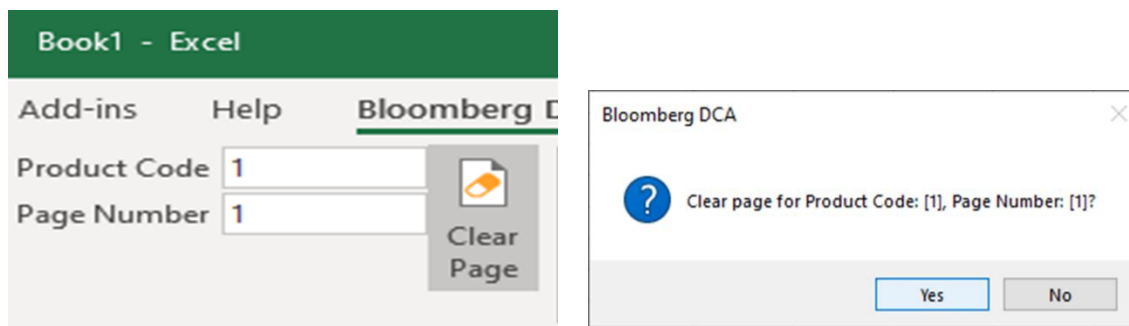 Book1 - Excel
Add-ins Help Bloomberg
Product Code 1
Page Number 1
Clear
Page
Bloomberg DCA
Clear page for Product Code: [1], Page Number: [1]?
Yes No